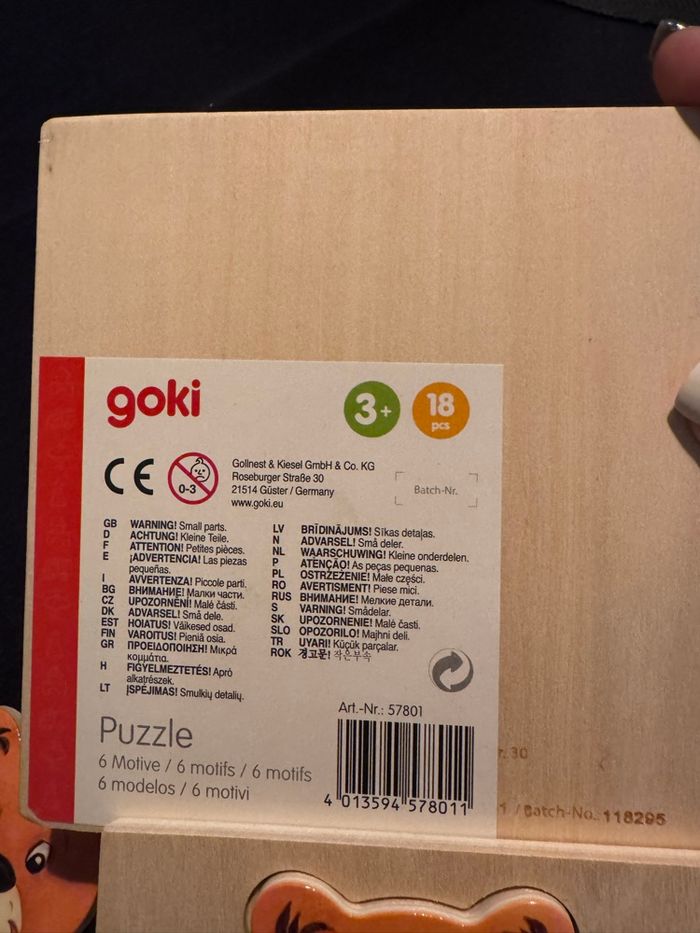 goki
3+
18
pcs
CE
0-3
Gollnest & Kiesel GmbH & Co. KG
Roseburger Straße 30
21514 Güster / Germany
www.goki.eu
Batch-Nr.
GB WARNING! Small parts.
D ACHTUNG! Kleine Teile.
F ATTENTION! Petites pièces.
E ¡ADVERTENCIA! Las piezas
pequeñas.
I AVVERTENZA! Piccole parti.
BG ВНИМАНИЕ! Малки части.
CZ UPOZORNĚNÍ! Malé části.
DK ADVARSEL! Små dele.
EST HOIATUS! Väikesed osad.
FIN VAROITUS! Pieniä osia.
GR ΠΡΟΕΙΔΟΠΟΙΗΣΗ! Μικρά
κομμάτια.
H FIGYELMEZTETÉS! Apró
alkatrészek.
LT ĮSPĖJIMAS! Smulkių detalių.
LV BRĪDINĀJUMS! Sīkas detaļas.
N ADVARSEL! Små deler.
NL WAARSCHUWING! Kleine onderdelen.
P ATENÇÃO! As peças pequenas.
PL OSTRZEŻENIE! Małe części.
RO AVERTISMENT! Piese mici.
RUS ВНИМАНИЕ! Мелкие детали.
S VARNING! Smådelar.
SK UPOZORNENIE! Malé časti.
SLO OPOZORILO! Majhni deli.
TR UYARI! Küçük parçalar.
ROK 경고문! 작은부속
Art.-Nr.: 57801
Puzzle
6 Motive / 6 motifs / 6 motifs
6 modelos / 6 motivi
4 013594 578011
r. 30
1 / Batch-No.: 118295